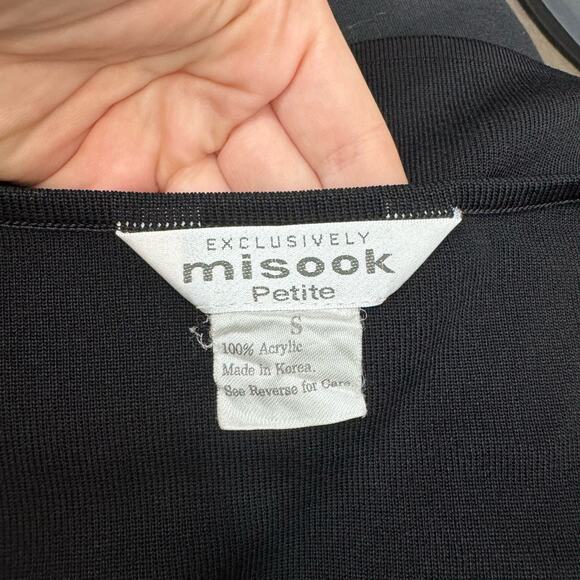 EXCLUSIVELY
misook
Petite
S
100% Acrylic
Made in Korea.
See Reverse for Care